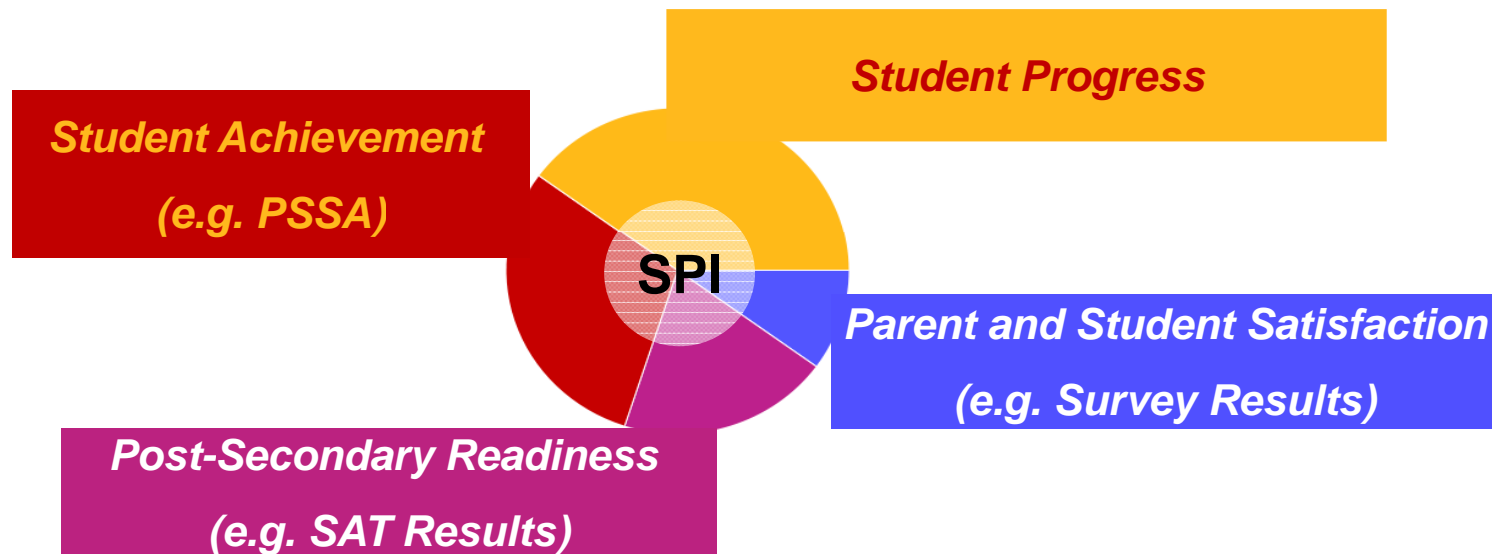 Student Progress
Student Achievement
(e.g. PSSA)
SPI
Parent and Student Satisfaction
(e.g. Survey Results)
Post-Secondary Readiness
(e.g. SAT Results)